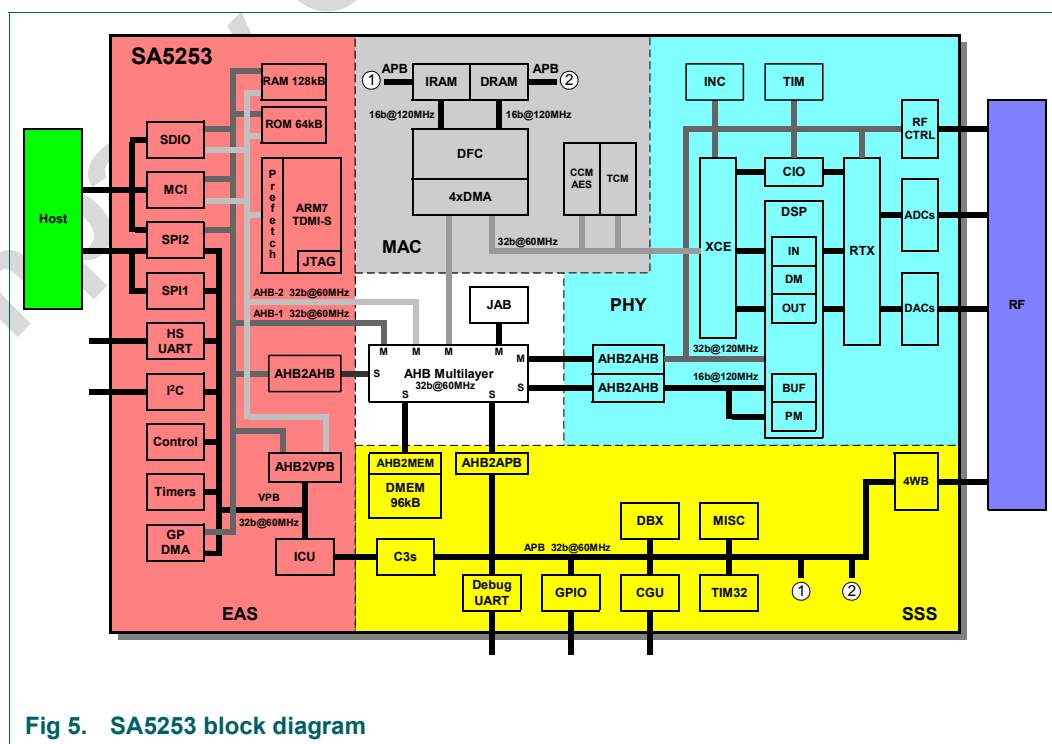 SA5253
RAM 128kB
ROM 64kB
SDIO
MCI
SPI2
SPI1
HS
UART
I²C
Control
Timers
GP
DMA
Prefetch
ARM7
TDMI-S
JTAG
AHB-2 32b@60MHz
AHB-1 32b@60MHz
AHB2AHB
AHB2VPB
VPB
32b@60MHz
ICU
EAS
Host
APB
1
IRAM
DRAM
APB
2
16b@120MHz
16b@120MHz
DFC
4xDMA
CCM
AES
TCM
MAC
32b@60MHz
JAB
M
M
M
M
M
S
AHB Multilayer
32b@60MHz
S
S
S
INC
TIM
RF
CTRL
CIO
DSP
XCE
IN
DM
OUT
RTX
ADCs
DACs
PHY
AHB2AHB
32b@120MHz
AHB2AHB
16b@120MHz
BUF
PM
RF
AHB2MEM
DMEM
96kB
AHB2APB
4WB
DBX
MISC
C3s
APB 32b@60MHz
Debug
UART
GPIO
CGU
TIM32
1
2
SSS
Fig 5. SA5253 block diagram